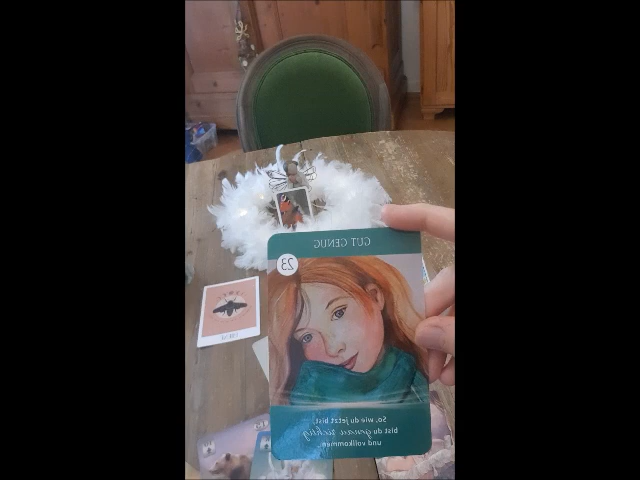 GUT GENUG
23
So, wie du jetzt bist,
bist du genau richtig
und vollkommen.